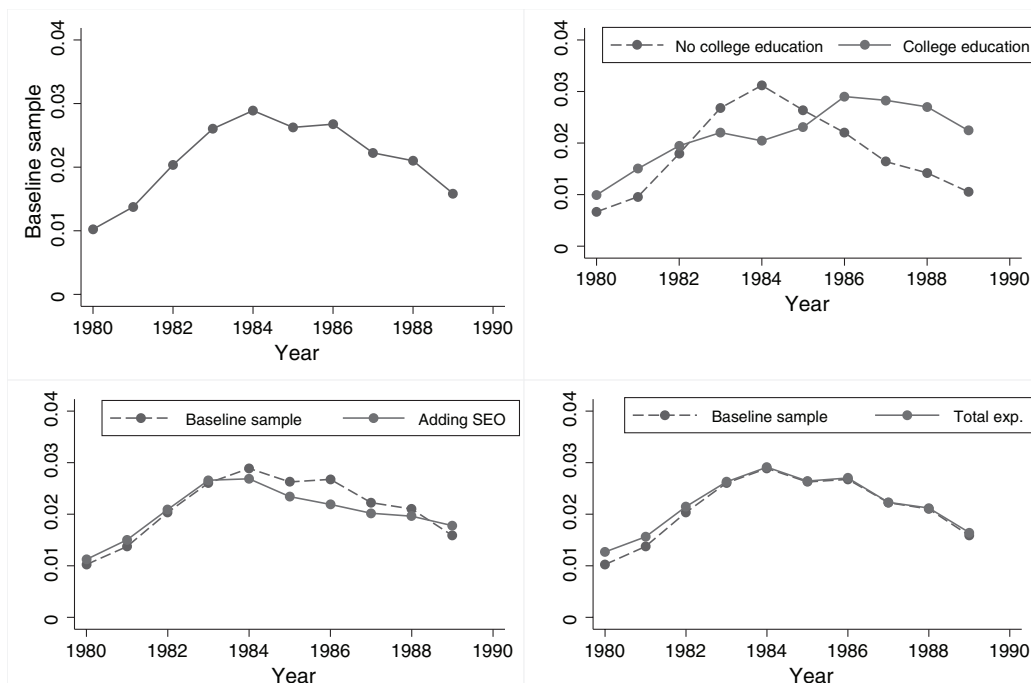 Baseline sample
0.04
0.03
0.02
0.01
0
1980 1982 1984 1986 1988 1990
Year
No college education College education
0.04
0.03
0.02
0.01
0
1980 1982 1984 1986 1988 1990
Year
Baseline sample Adding SEO
0.04
0.03
0.02
0.01
0
1980 1982 1984 1986 1988 1990
Year
Baseline sample Total exp.
0.04
0.03
0.02
0.01
0
1980 1982 1984 1986 1988 1990
Year